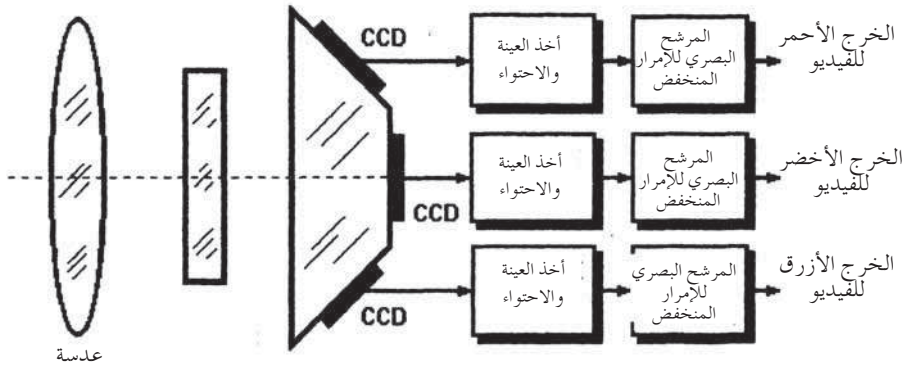 CCD
أخذ العينة
والاحتواء
المرشح
البصري للإمرار
المنخفض
الخرج الأحمر
للفيديو
CCD
أخذ العينة
والاحتواء
المرشح
البصري للإمرار
المنخفض
الخرج الأخضر
للفيديو
CCD
أخذ العينة
والاحتواء
المرشح البصري
للإمرار
المنخفض
الخرج الأزرق
للفيديو
عدسة